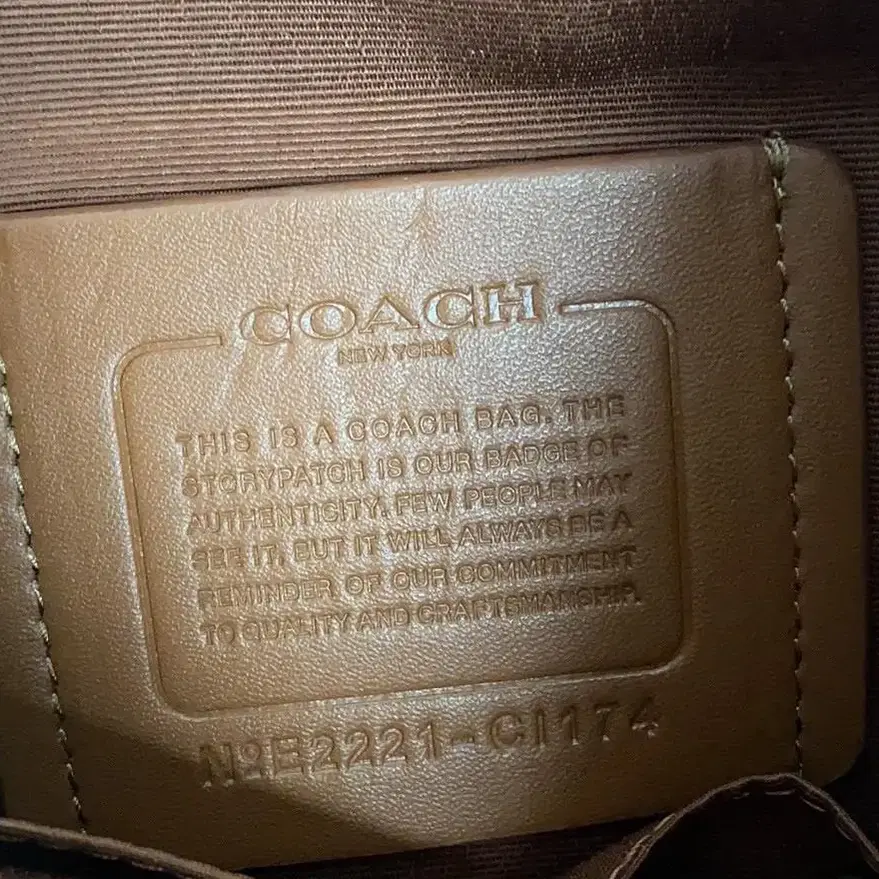 COACH
NEW YORK
THIS IS A COACH BAG. THE
STORYPATCH IS OUR BADGE OF
AUTHENTICITY. FEW PEOPLE MAY
SEE IT, BUT IT WILL ALWAYS BE A
REMINDER OF OUR COMMITMENT
TO QUALITY AND CRAFTSMANSHIP.
NºE2221-CI174